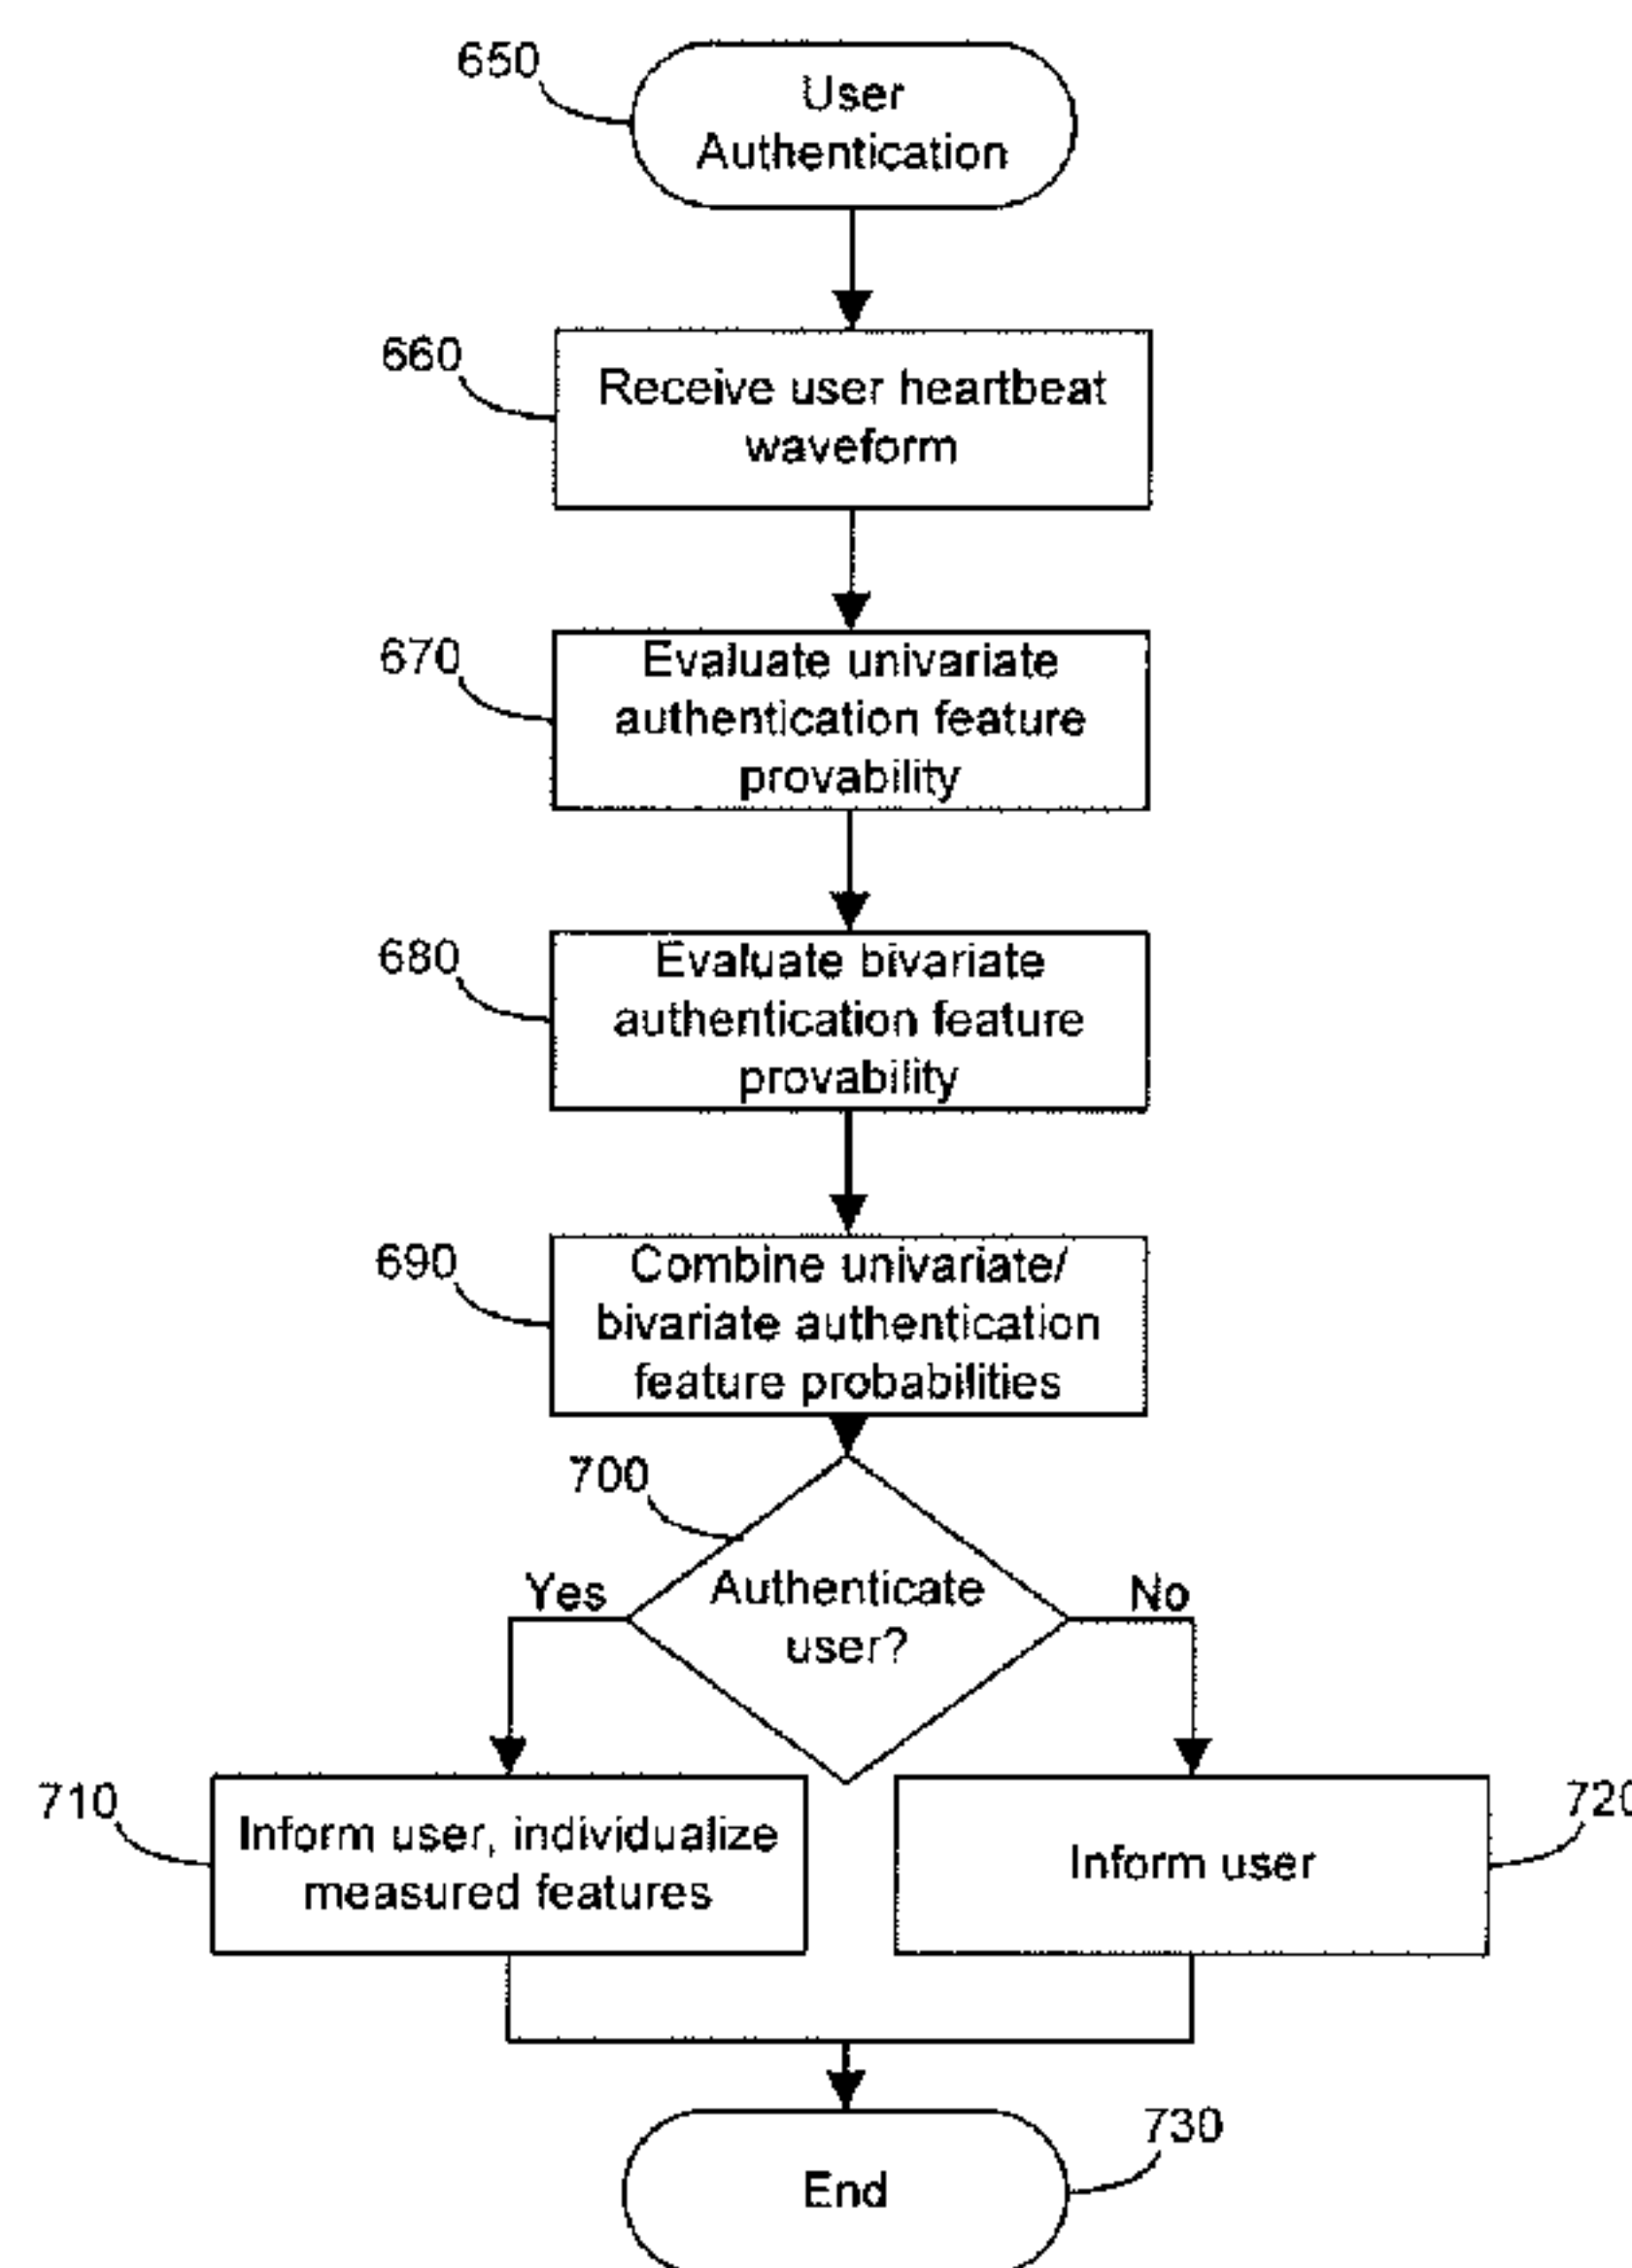 650
User
Authentication
660
Receive user heartbeat
waveform
670
Evaluate univariate
authentication feature
provability
680
Evaluate bivariate
authentication feature
provability
690
Combine univariate/
bivariate authentication
feature probabilities
700
Authenticate
user?
Yes
No
710
Inform user, individualize
measured features
Inform user
720
End
730